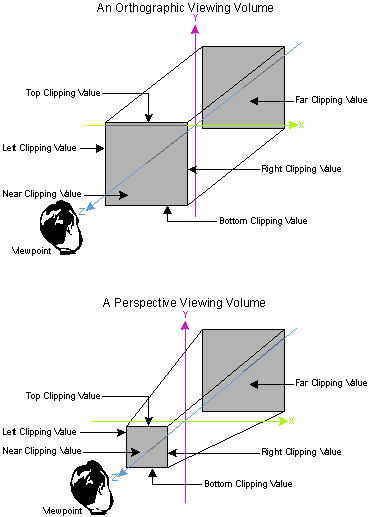 An Orthographic Viewing Volume
Y
Top Clipping Value
Far Clipping Value
X
Left Clipping Value
Right Clipping Value
Near Clipping Value
Z
Bottom Clipping Value
Viewpoint
A Perspective Viewing Volume
Y
Far Clipping Value
Top Clipping Value
X
Left Clipping Value
Near Clipping Value
Right Clipping Value
Z
Bottom Clipping Value
Viewpoint